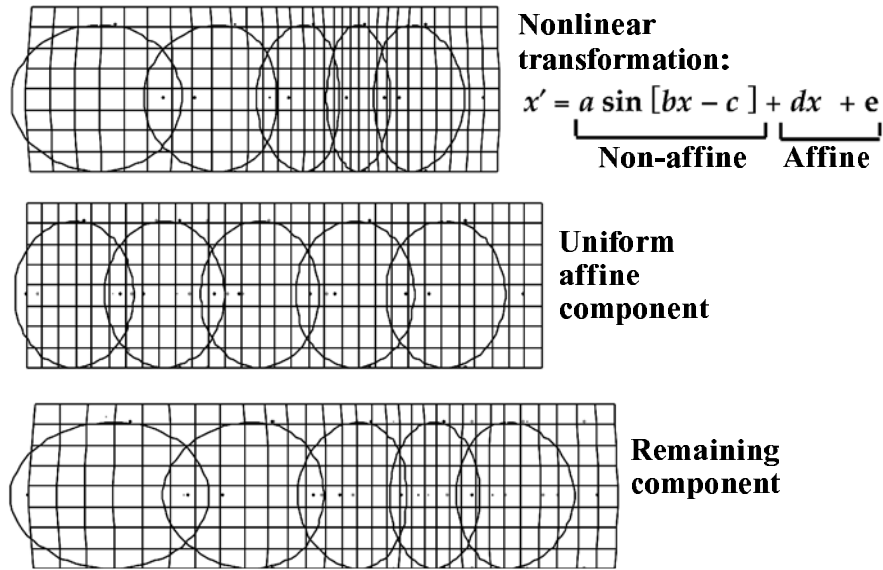 Nonlinear
transformation:
x′ = a sin [bx – c ] + dx + e
Non-affine Affine
Uniform
affine
component
Remaining
component